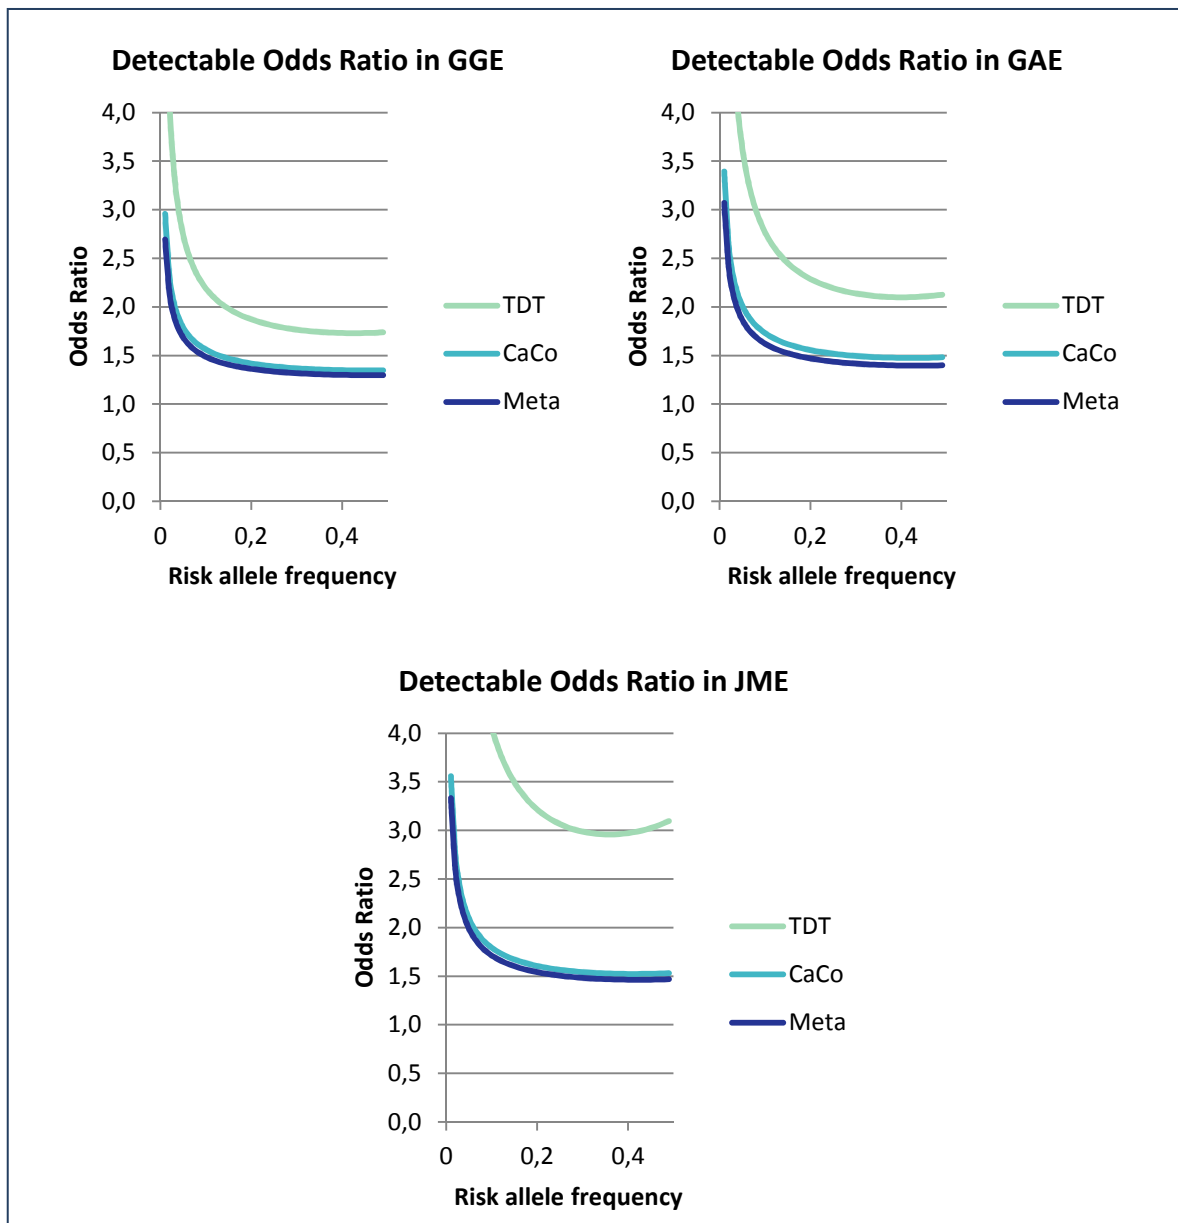 Detectable Odds Ratio in GGE
4,0
3,5
3,0
2,5
2,0
1,5
1,0
0,5
0,0
Odds Ratio
0 0,2 0,4
Risk allele frequency
TDT
CaCo
Meta
Detectable Odds Ratio in GAE
4,0
3,5
3,0
2,5
2,0
1,5
1,0
0,5
0,0
Odds Ratio
0 0,2 0,4
Risk allele frequency
TDT
CaCo
Meta
Detectable Odds Ratio in JME
4,0
3,5
3,0
2,5
2,0
1,5
1,0
0,5
0,0
Odds Ratio
0 0,2 0,4
Risk allele frequency
TDT
CaCo
Meta